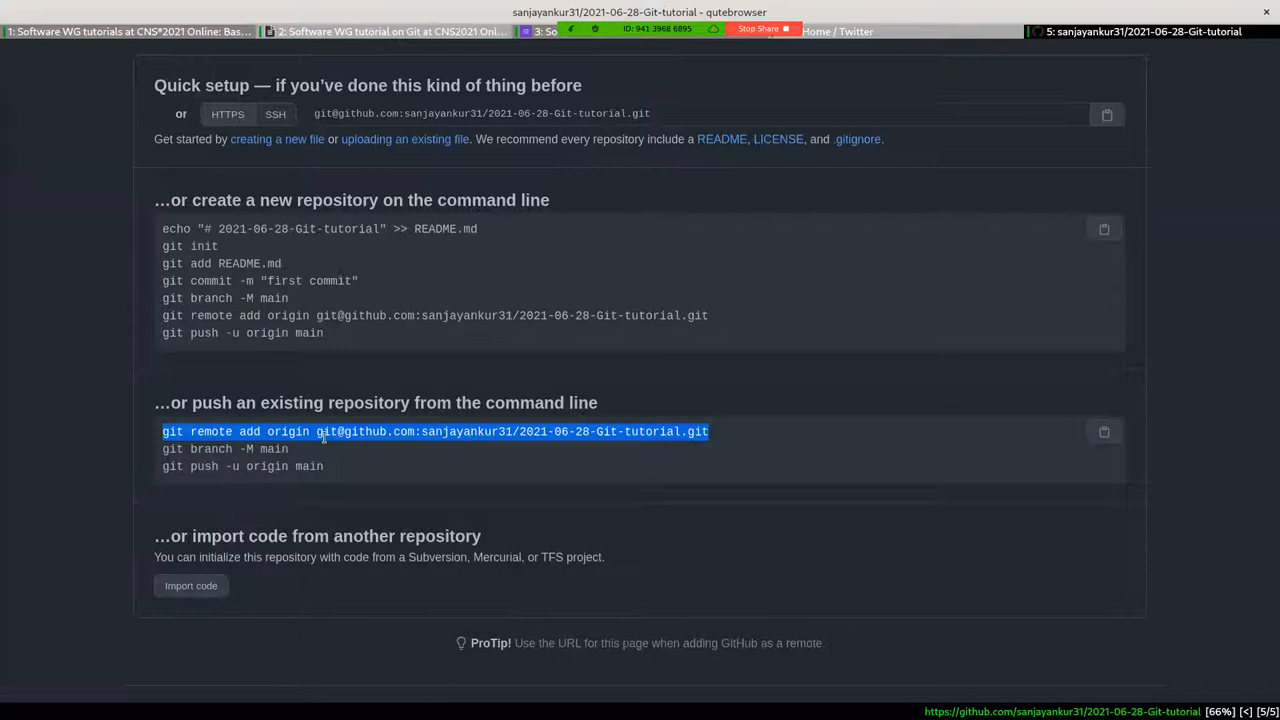 sanjayankur31/2021-06-28-Git-tutorial - qutebrowser
×
1: Software WG tutorials at CNS*2021 Online: Bas...
2: Software WG tutorial on Git at CNS2021 Onl...
3: So
ID: 941 3968 6895
Stop Share
Home / Twitter
5: sanjayankur31/2021-06-28-Git-tutorial
Quick setup — if you’ve done this kind of thing before
or HTTPS SSH git@github.com:sanjayankur31/2021-06-28-Git-tutorial.git
Get started by creating a new file or uploading an existing file. We recommend every repository include a README, LICENSE, and .gitignore.
…or create a new repository on the command line
echo "# 2021-06-28-Git-tutorial" >> README.md
git init
git add README.md
git commit -m "first commit"
git branch -M main
git remote add origin git@github.com:sanjayankur31/2021-06-28-Git-tutorial.git
git push -u origin main
…or push an existing repository from the command line
git remote add origin git@github.com:sanjayankur31/2021-06-28-Git-tutorial.git
git branch -M main
git push -u origin main
…or import code from another repository
You can initialize this repository with code from a Subversion, Mercurial, or TFS project.
Import code
ProTip! Use the URL for this page when adding GitHub as a remote.
https://github.com/sanjayankur31/2021-06-28-Git-tutorial [66%] [<] [5/5]